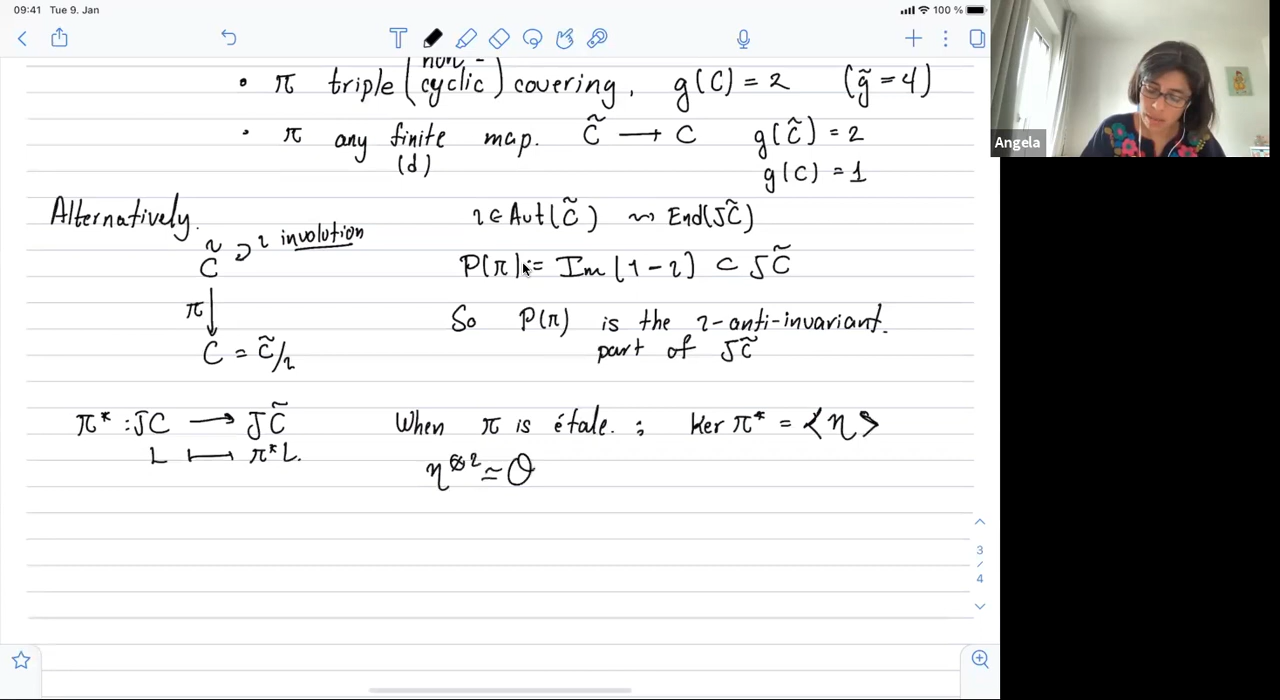 09:41 Tue 9. Jan 100 %
non -
• π triple (cyclic) covering, g(C) = 2 (g̃ = 4)
• π any finite map. C̃ → C g(C̃) = 2
(d) g(C) = 1
Alternatively. ι ∈ Aut(C̃) ⇝ End(JC̃)
C̃ ↺ ι involution
P(π) := Im (1 - ι) ⊂ JC̃
π ↓
So P(π) is the ι-anti-invariant.
C = C̃/ι part of JC̃
π* : JC → JC̃ When π is étale. : Ker π* = <η>
L ↦ π*L.
η^⊗2 ≃ O
3
/
4
Angela